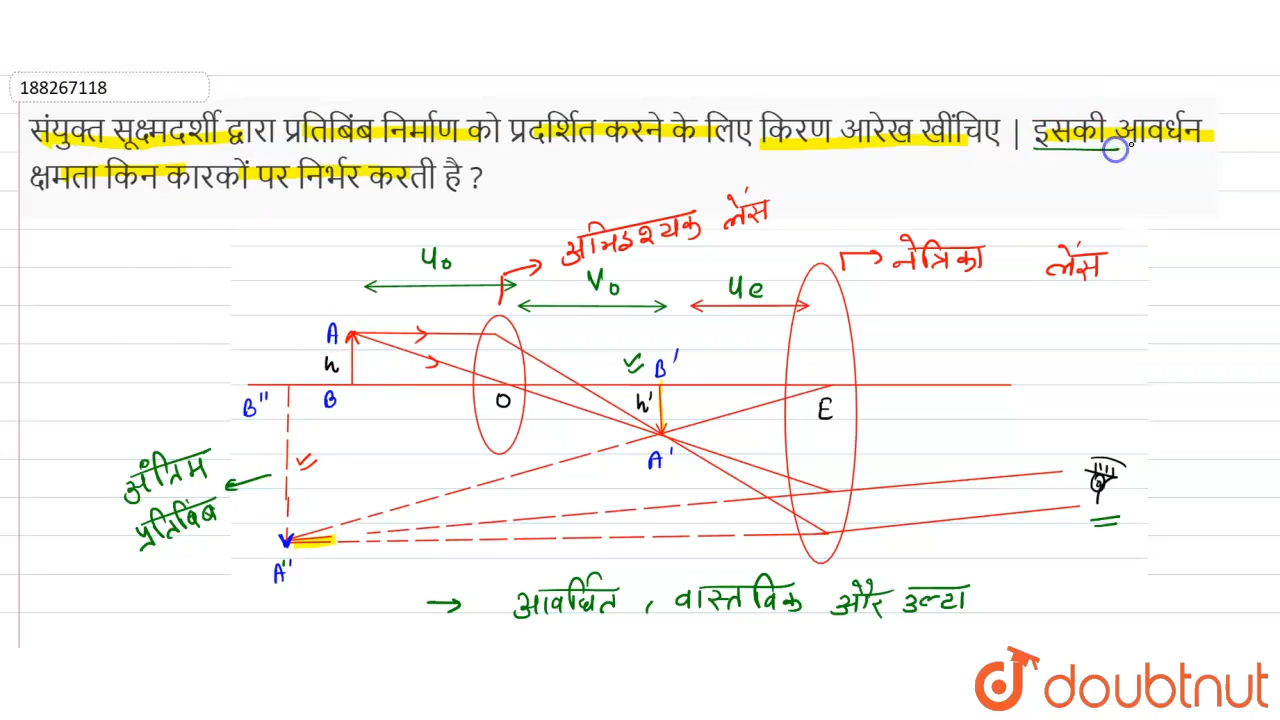 188267118
संयुक्त सूक्ष्मदर्शी द्वारा प्रतिबिंब निर्माण को प्रदर्शित करने के लिए किरण आरेख खींचिए | इसकी आवर्धन
क्षमता किन कारकों पर निर्भर करती है ?
अभिदृश्यक लेंस
नेत्रिका लेंस
u₀
V₀
ue
A
h
B'
B"
B
O
h'
E
A'
अंतिम
प्रतिबिंब
A"
→ आवर्धित , वास्तविक और उल्टा
doubtnut